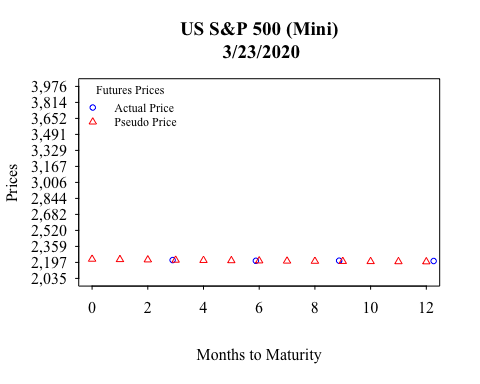 US S&P 500 (Mini)
3/23/2020
Futures Prices
Actual Price
Pseudo Price
Prices
3,976
3,814
3,652
3,491
3,329
3,167
3,006
2,844
2,682
2,520
2,359
2,197
2,035
0 2 4 6 8 10 12
Months to Maturity